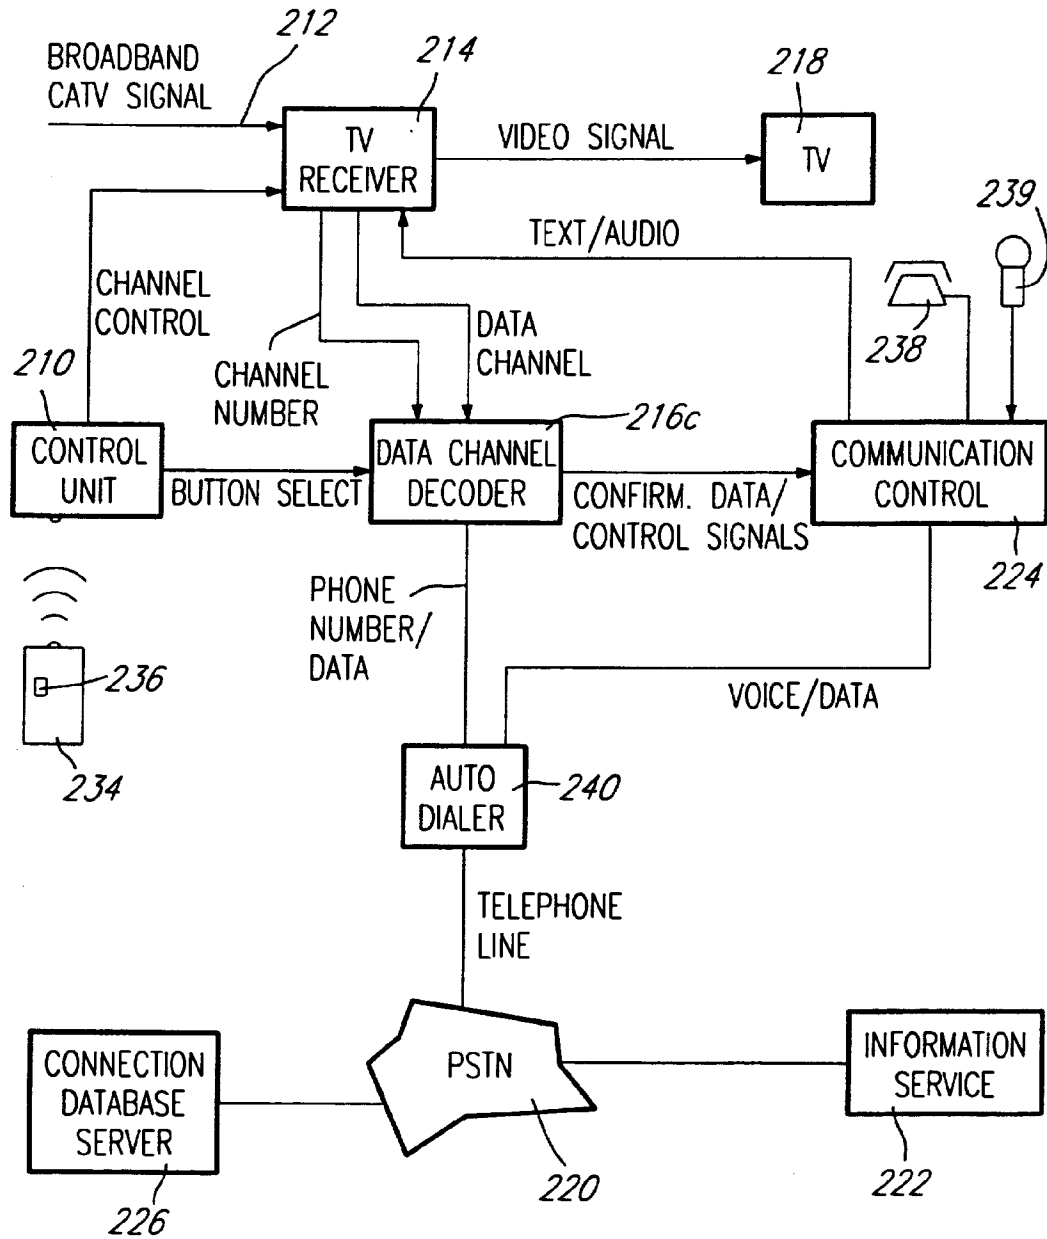 212
BROADBAND
CATV SIGNAL
214
218
TV
RECEIVER
VIDEO SIGNAL
TV
239
TEXT/AUDIO
CHANNEL
CONTROL
DATA
CHANNEL
238
210
CHANNEL
NUMBER
216c
CONTROL
UNIT
BUTTON SELECT
DATA CHANNEL
DECODER
CONFIRM. DATA/
CONTROL SIGNALS
COMMUNICATION
CONTROL
224
PHONE
NUMBER/
DATA
236
VOICE/DATA
234
AUTO
DIALER
240
TELEPHONE
LINE
CONNECTION
DATABASE
SERVER
PSTN
INFORMATION
SERVICE
226
220
222